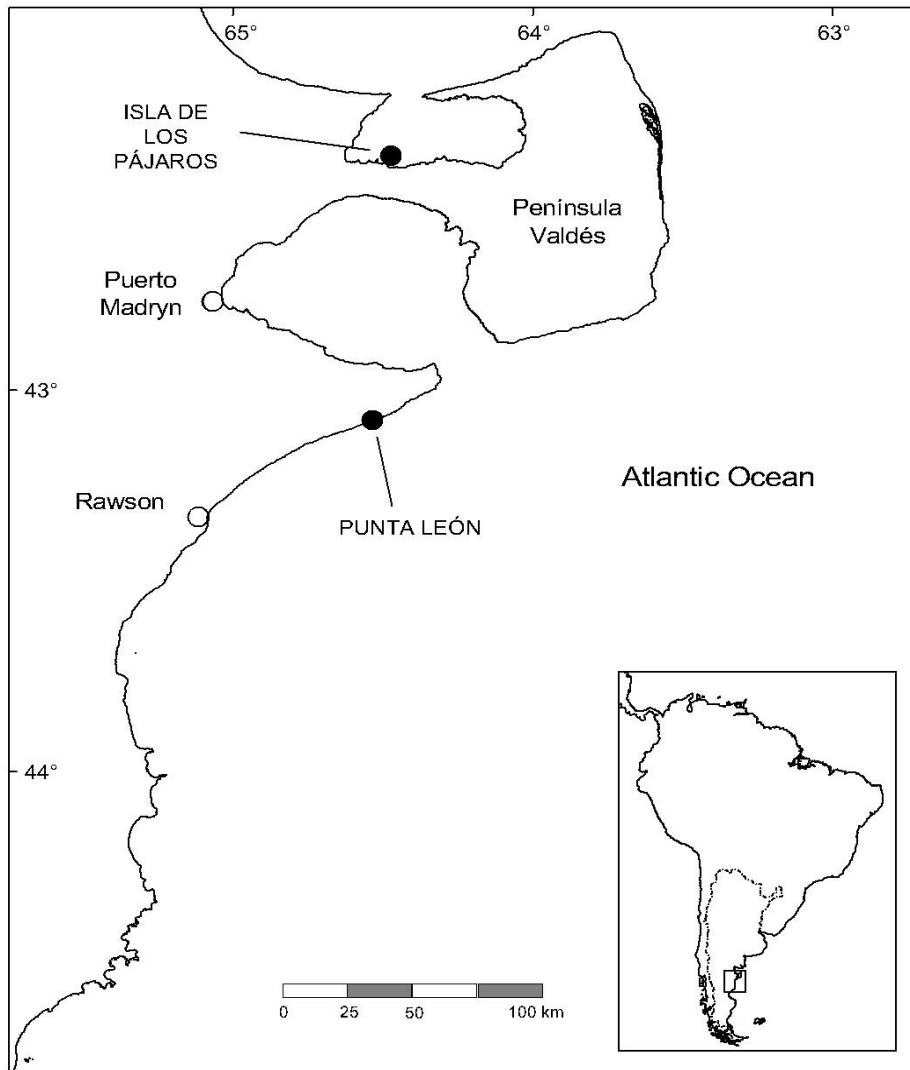 65°
64°
63°
ISLA DE
LOS
PÁJAROS
Península
Valdés
Puerto
Madryn
43°
Atlantic Ocean
Rawson
PUNTA LEÓN
44°
0
25
50
100 km